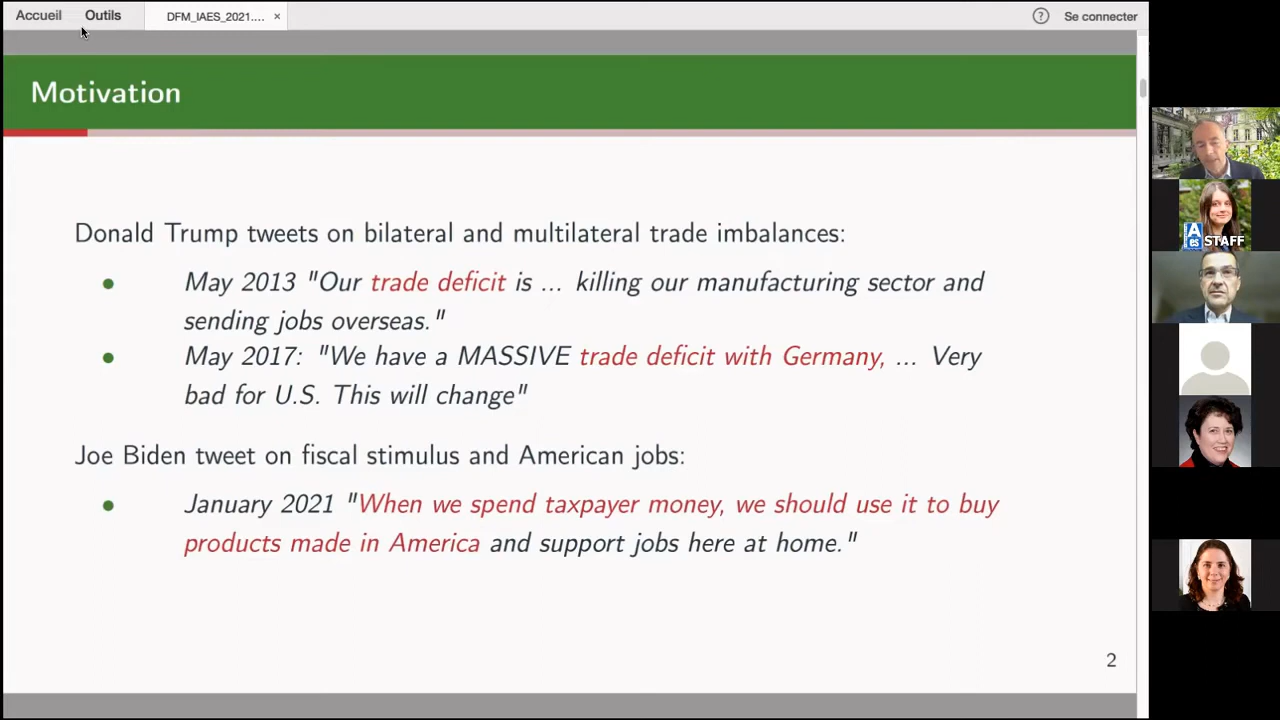 Accueil Outils DFM_IAES_2021.... × ? Se connecter
Motivation
Donald Trump tweets on bilateral and multilateral trade imbalances:
• May 2013 "Our trade deficit is ... killing our manufacturing sector and
sending jobs overseas."
• May 2017: "We have a MASSIVE trade deficit with Germany, ... Very
bad for U.S. This will change"
Joe Biden tweet on fiscal stimulus and American jobs:
• January 2021 "When we spend taxpayer money, we should use it to buy
products made in America and support jobs here at home."
2
A
es STAFF